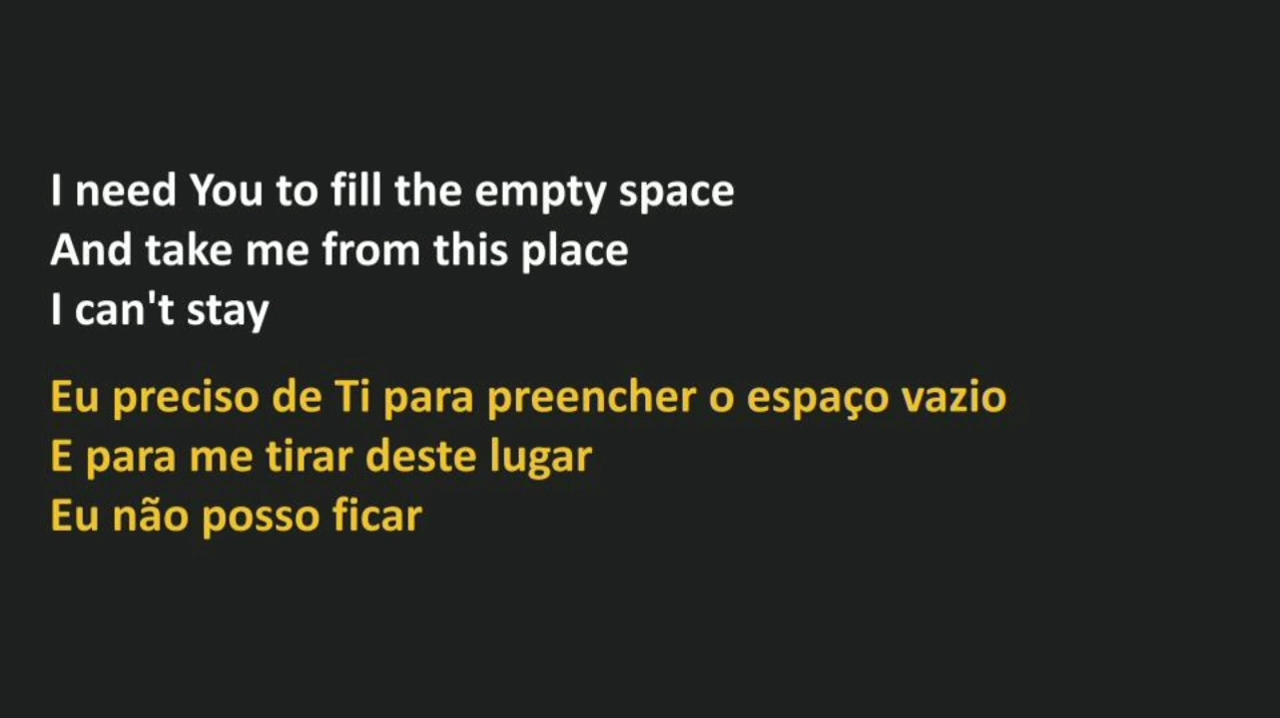 I need You to fill the empty space
And take me from this place
I can't stay
Eu preciso de Ti para preencher o espaço vazio
E para me tirar deste lugar
Eu não posso ficar